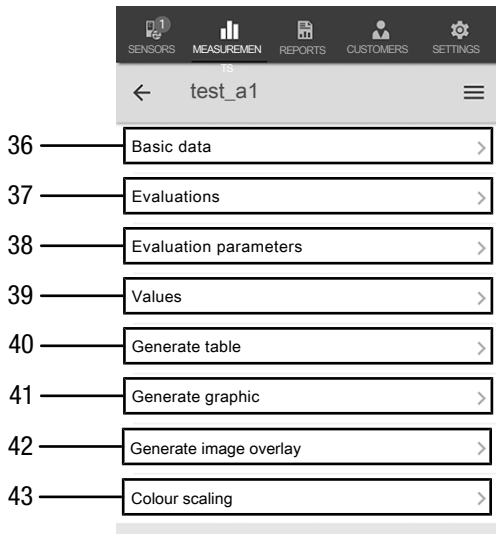 1
SENSORS MEASUREMEN REPORTS CUSTOMERS SETTINGS
TS
test_a1
36 Basic data
37 Evaluations
38 Evaluation parameters
39 Values
40 Generate table
41 Generate graphic
42 Generate image overlay
43 Colour scaling